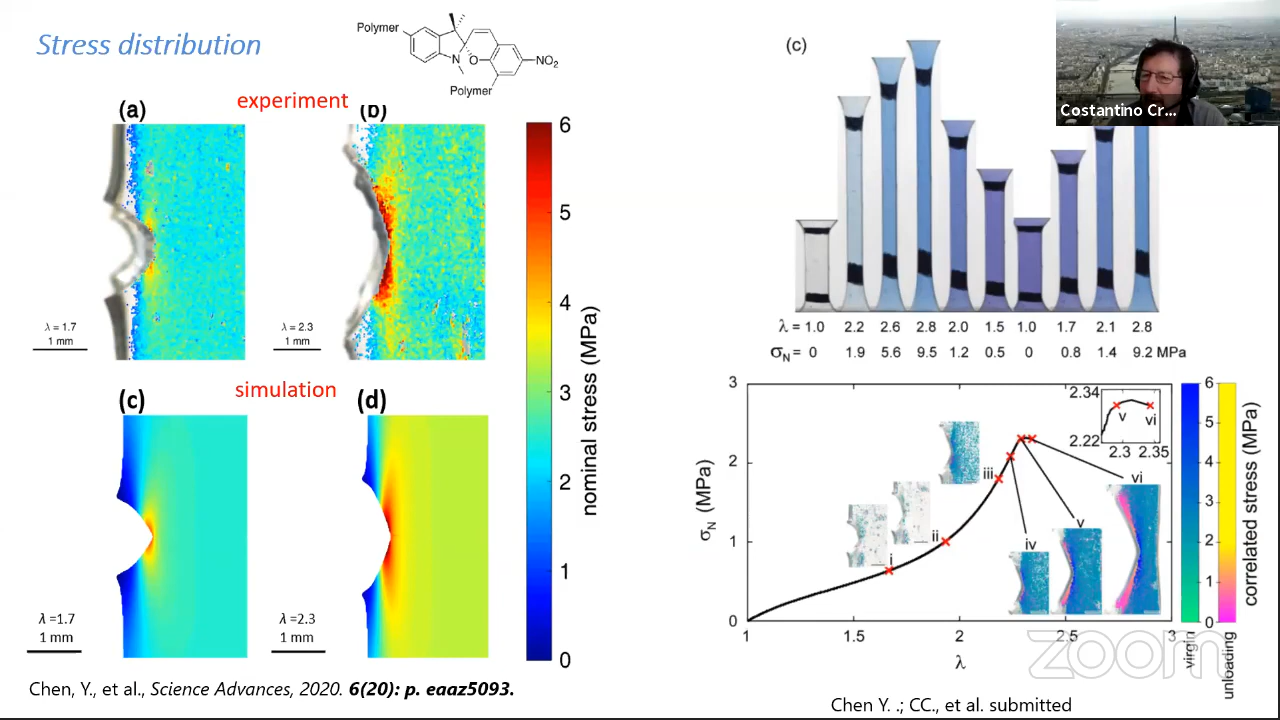 Stress distribution
Polymer
N
O
NO2
Polymer
experiment
(a)
(b)
λ = 1.7
1 mm
λ = 2.3
1 mm
simulation
(c)
(d)
λ =1.7
1 mm
λ =2.3
1 mm
6
5
4
3
2
1
0
nominal stress (MPa)
Chen, Y., et al., Science Advances, 2020. 6(20): p. eaaz5093.
(c)
λ = 1.0 2.2 2.6 2.8 2.0 1.5 1.0 1.7 2.1 2.8
σN = 0 1.9 5.6 9.5 1.2 0.5 0 0.8 1.4 9.2 MPa
Costantino Cr...
3
2
1
0
σN (MPa)
1 1.5 2 2.5 3
λ
i
ii
iii
iv
v
vi
2.34
2.22
2.3 2.35
v
vi
6
5
4
3
2
1
0
correlated stress (MPa)
virgin
unloading
zoom
Chen Y. .; CC., et al. submitted